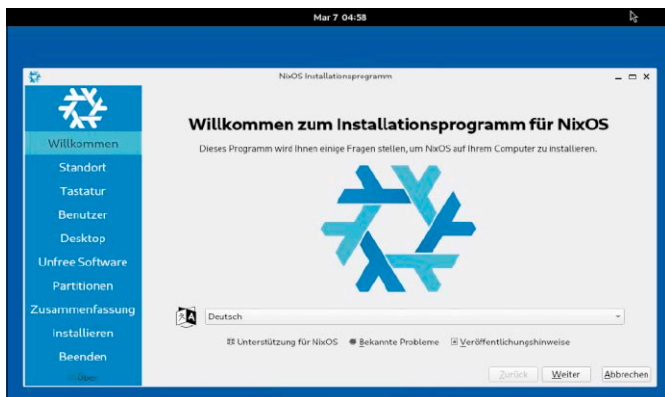 Mar 7 04:58
NixOS Installationsprogramm
Willkommen
Standort
Tastatur
Benutzer
Desktop
Unfree Software
Partitionen
Zusammenfassung
Installieren
Beenden
Über
Willkommen zum Installationsprogramm für NixOS
Dieses Programm wird Ihnen einige Fragen stellen, um NixOS auf Ihrem Computer zu installieren.
Deutsch
Unterstützung für NixOS Bekannte Probleme Veröffentlichungshinweise
Zurück Weiter Abbrechen